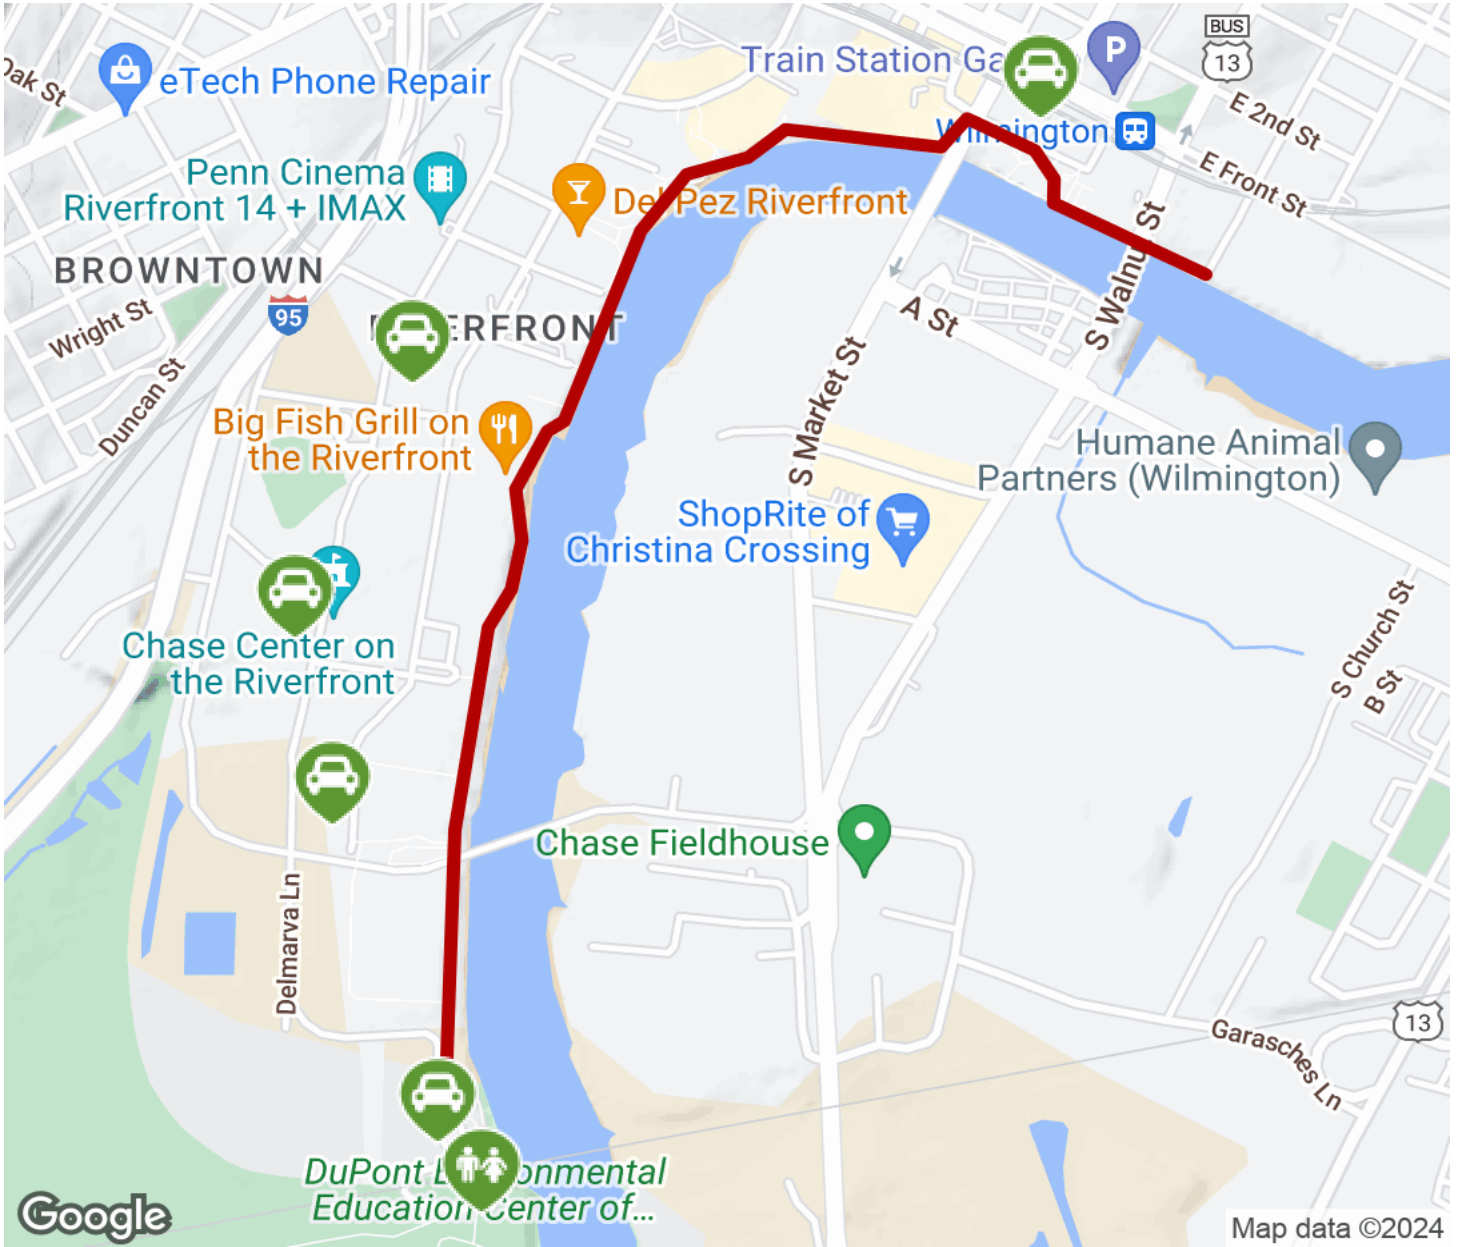 BUS
13
Train Station Ga
P
Oak St
eTech Phone Repair
E 2nd St
Wilmington
E Front St
Penn Cinema
Riverfront 14 + IMAX
Del Pez Riverfront
BROWNTOWN
S Walnut St
95
Wright St
ERFRONT
A St
Duncan St
S Market St
Big Fish Grill on
the Riverfront
Humane Animal
Partners (Wilmington)
ShopRite of
Christina Crossing
S Church St
B St
Chase Center on
the Riverfront
Chase Fieldhouse
Delmarva Ln
13
Garasches Ln
DuPont E onmental
Education Center of...
Google
Map data ©2024